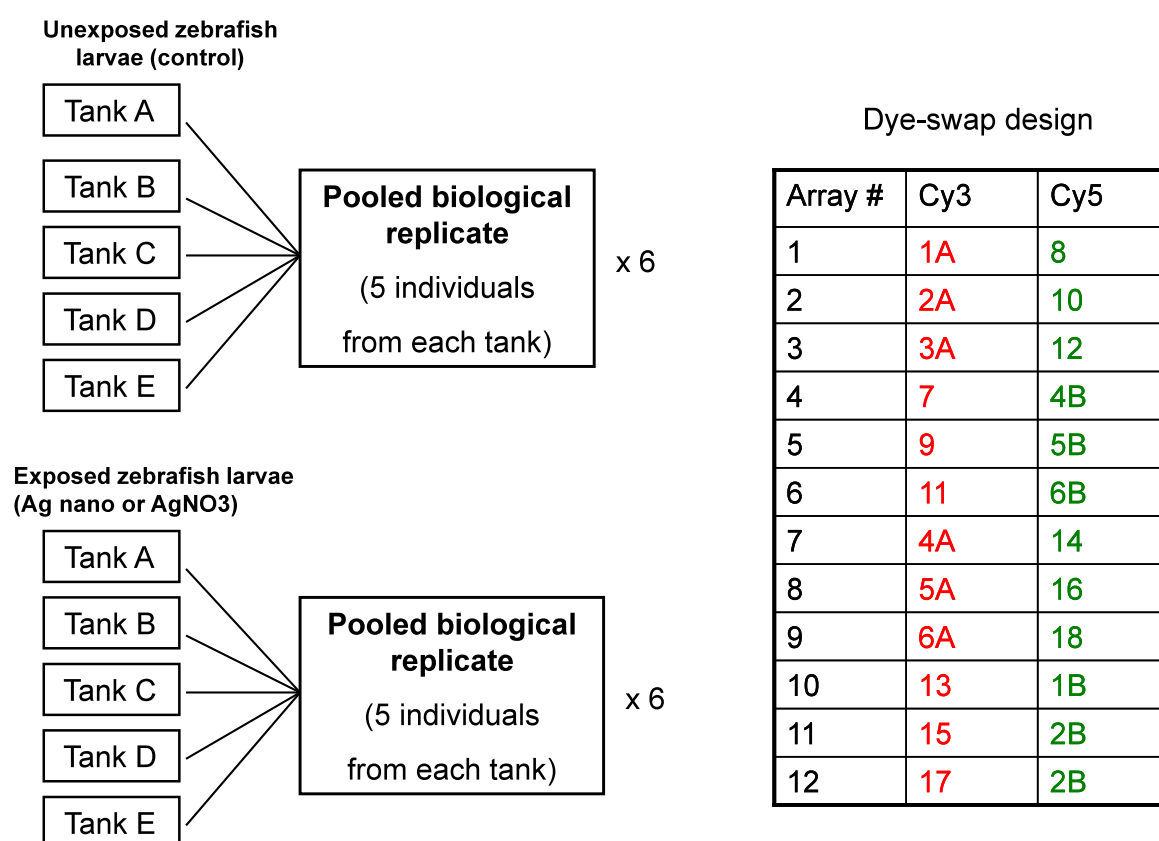 Unexposed zebrafish
larvae (control)
Tank A
Tank B
Tank C
Tank D
Tank E
Pooled biological
replicate
(5 individuals
from each tank)
x 6
Exposed zebrafish larvae
(Ag nano or AgNO3)
Tank A
Tank B
Tank C
Tank D
Tank E
Pooled biological
replicate
(5 individuals
from each tank)
x 6
Dye-swap design
Array # Cy3 Cy5
1 1A 8
2 2A 10
3 3A 12
4 7 4B
5 9 5B
6 11 6B
7 4A 14
8 5A 16
9 6A 18
10 13 1B
11 15 2B
12 17 2B